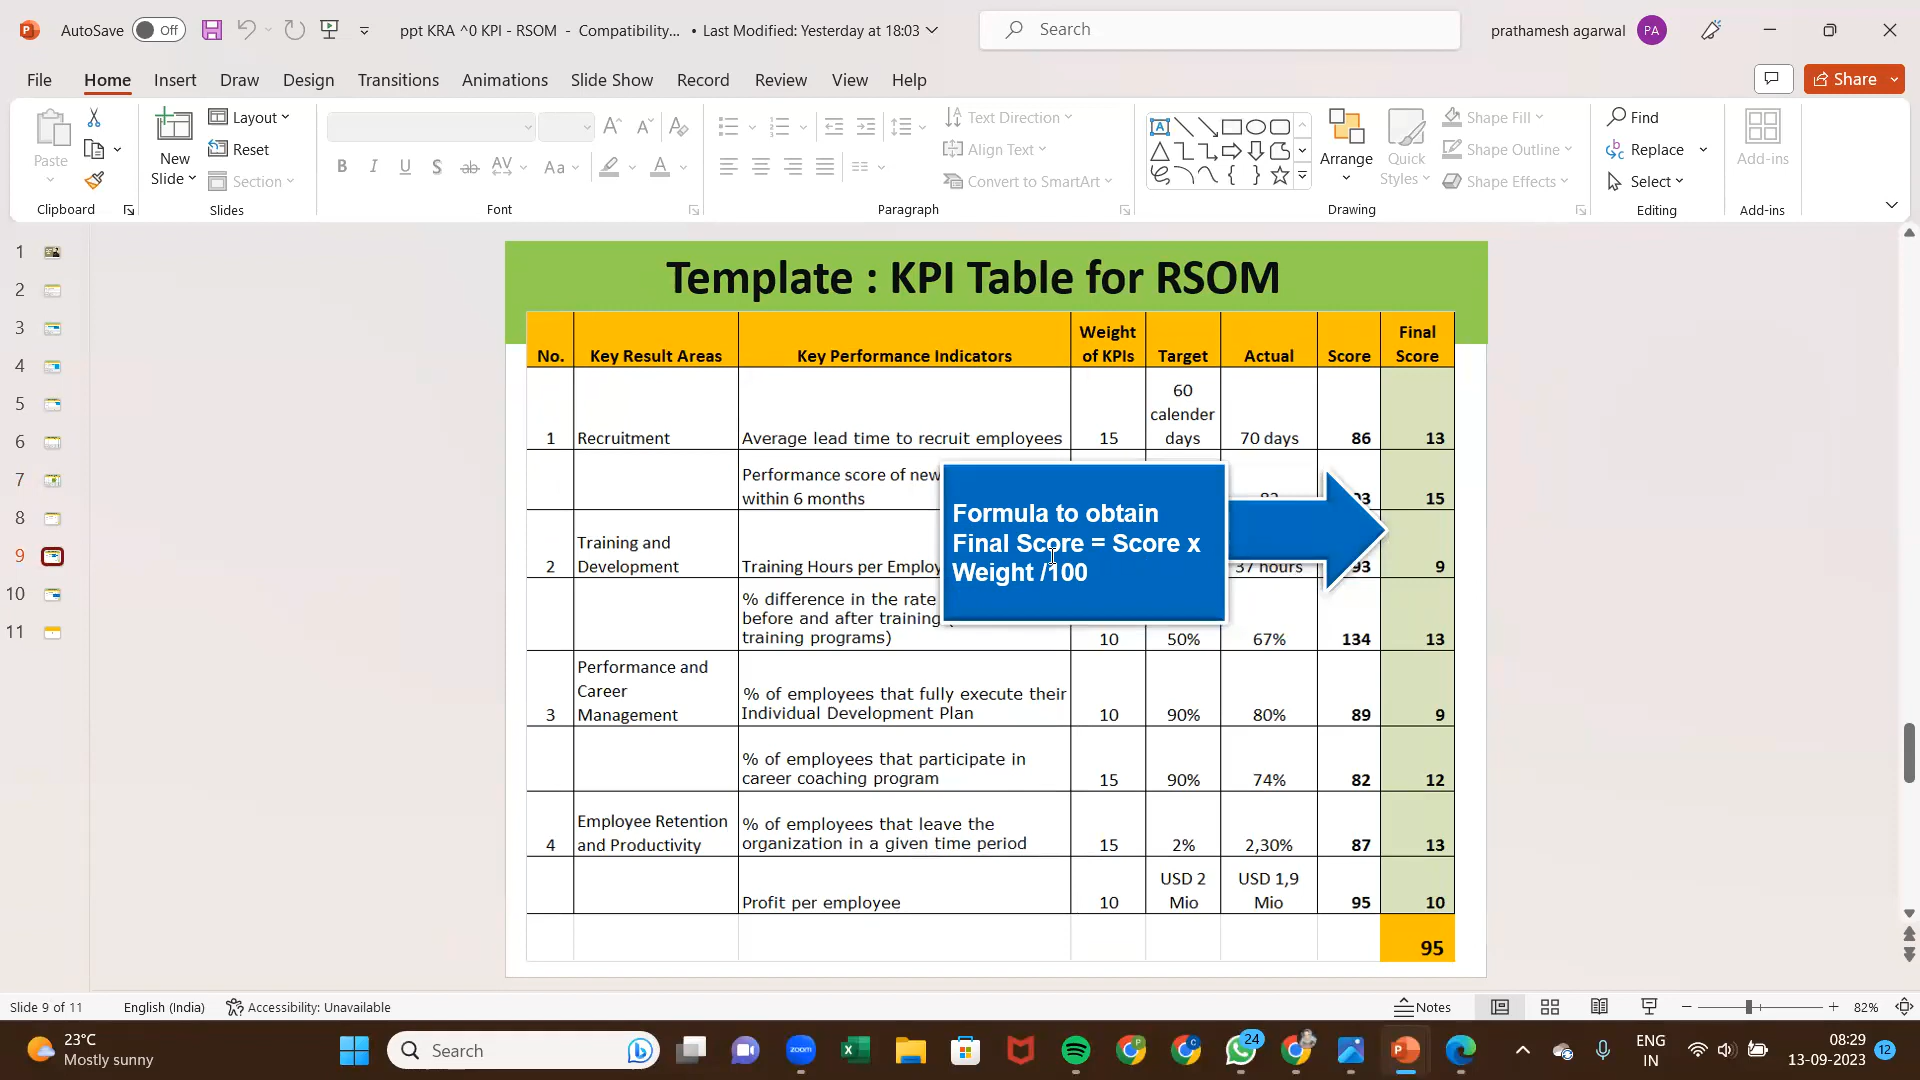 AutoSave Off ppt KRA ^0 KPI - RSOM - Compatibility... • Last Modified: Yesterday at 18:03 Search prathamesh agarwal PA
File Home Insert Draw Design Transitions Animations Slide Show Record Review View Help Share
Paste
New
Slide
Layout
Reset
Section
Text Direction
Align Text
Convert to SmartArt
Arrange
Quick
Styles
Shape Fill
Shape Outline
Shape Effects
Find
Replace
Select
Add-ins
Clipboard Slides Font Paragraph Drawing Editing Add-ins
1
2
3
4
5
6
7
8
9
10
11
Template : KPI Table for RSOM
No. Key Result Areas Key Performance Indicators Weight of KPIs Target Actual Score Final Score
1 Recruitment Average lead time to recruit employees 15 60 calender days 70 days 86 13
Performance score of new
within 6 months 15
2 Training and Development Training Hours per Employ 37 hours 93 9
% difference in the rate
before and after training
training programs) 10 50% 67% 134 13
3 Performance and Career Management % of employees that fully execute their Individual Development Plan 10 90% 80% 89 9
% of employees that participate in career coaching program 15 90% 74% 82 12
4 Employee Retention and Productivity % of employees that leave the organization in a given time period 15 2% 2,30% 87 13
Profit per employee 10 USD 2 Mio USD 1,9 Mio 95 10
95
Formula to obtain
Final Score = Score x
Weight /100
Slide 9 of 11 English (India) Accessibility: Unavailable Notes 82%
23°C
Mostly sunny
Search
zoom
24
ENG
IN
08:29
13-09-2023
12